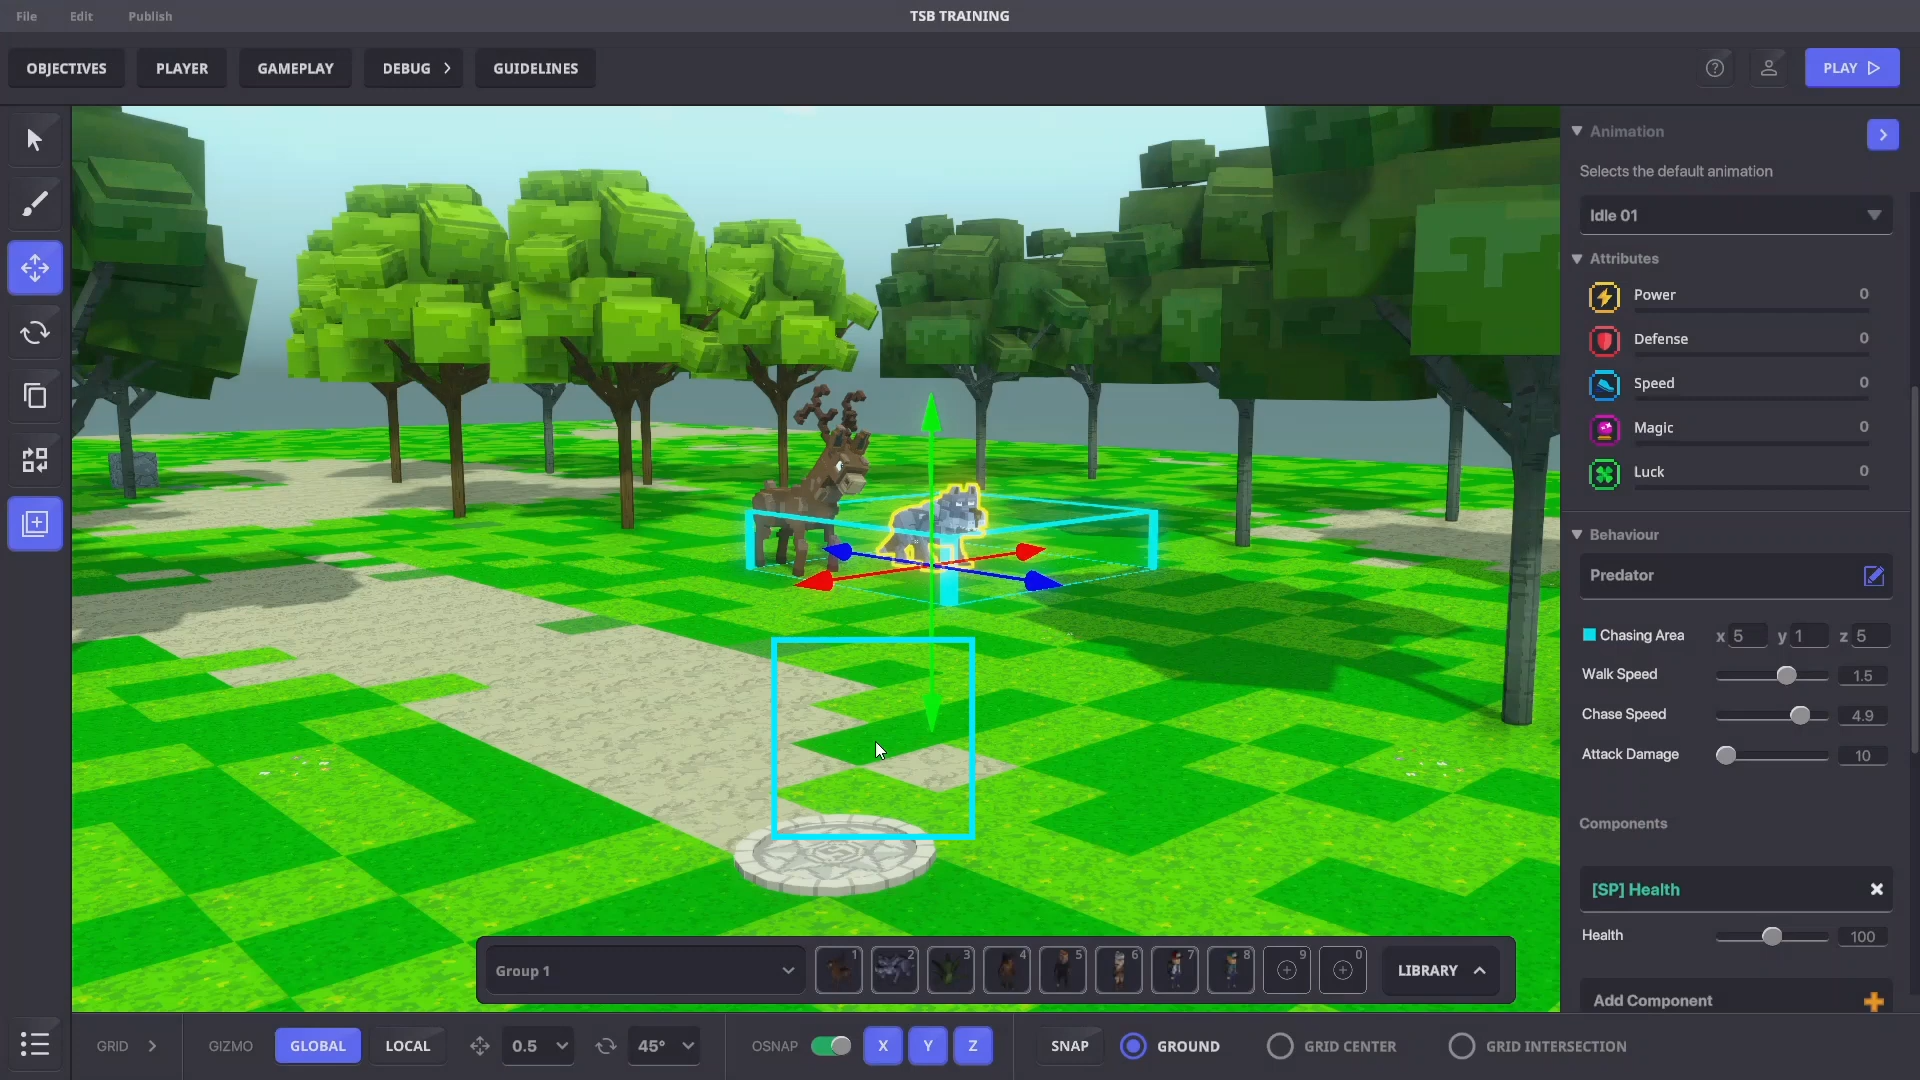 File Edit Publish
TSB TRAINING
OBJECTIVES PLAYER GAMEPLAY DEBUG GUIDELINES
PLAY
Animation
Selects the default animation
Idle 01
Attributes
Power 0
Defense 0
Speed 0
Magic 0
Luck 0
Behaviour
Predator
Chasing Area x 5 y 1 z 5
Walk Speed 1.5
Chase Speed 4.9
Attack Damage 10
Components
[SP] Health
Health 100
Add Component
Group 1 1 2 3 4 5 6 7 8 9 0 LIBRARY
GRID GIZMO GLOBAL LOCAL 0.5 45° OSNAP X Y Z SNAP GROUND GRID CENTER GRID INTERSECTION